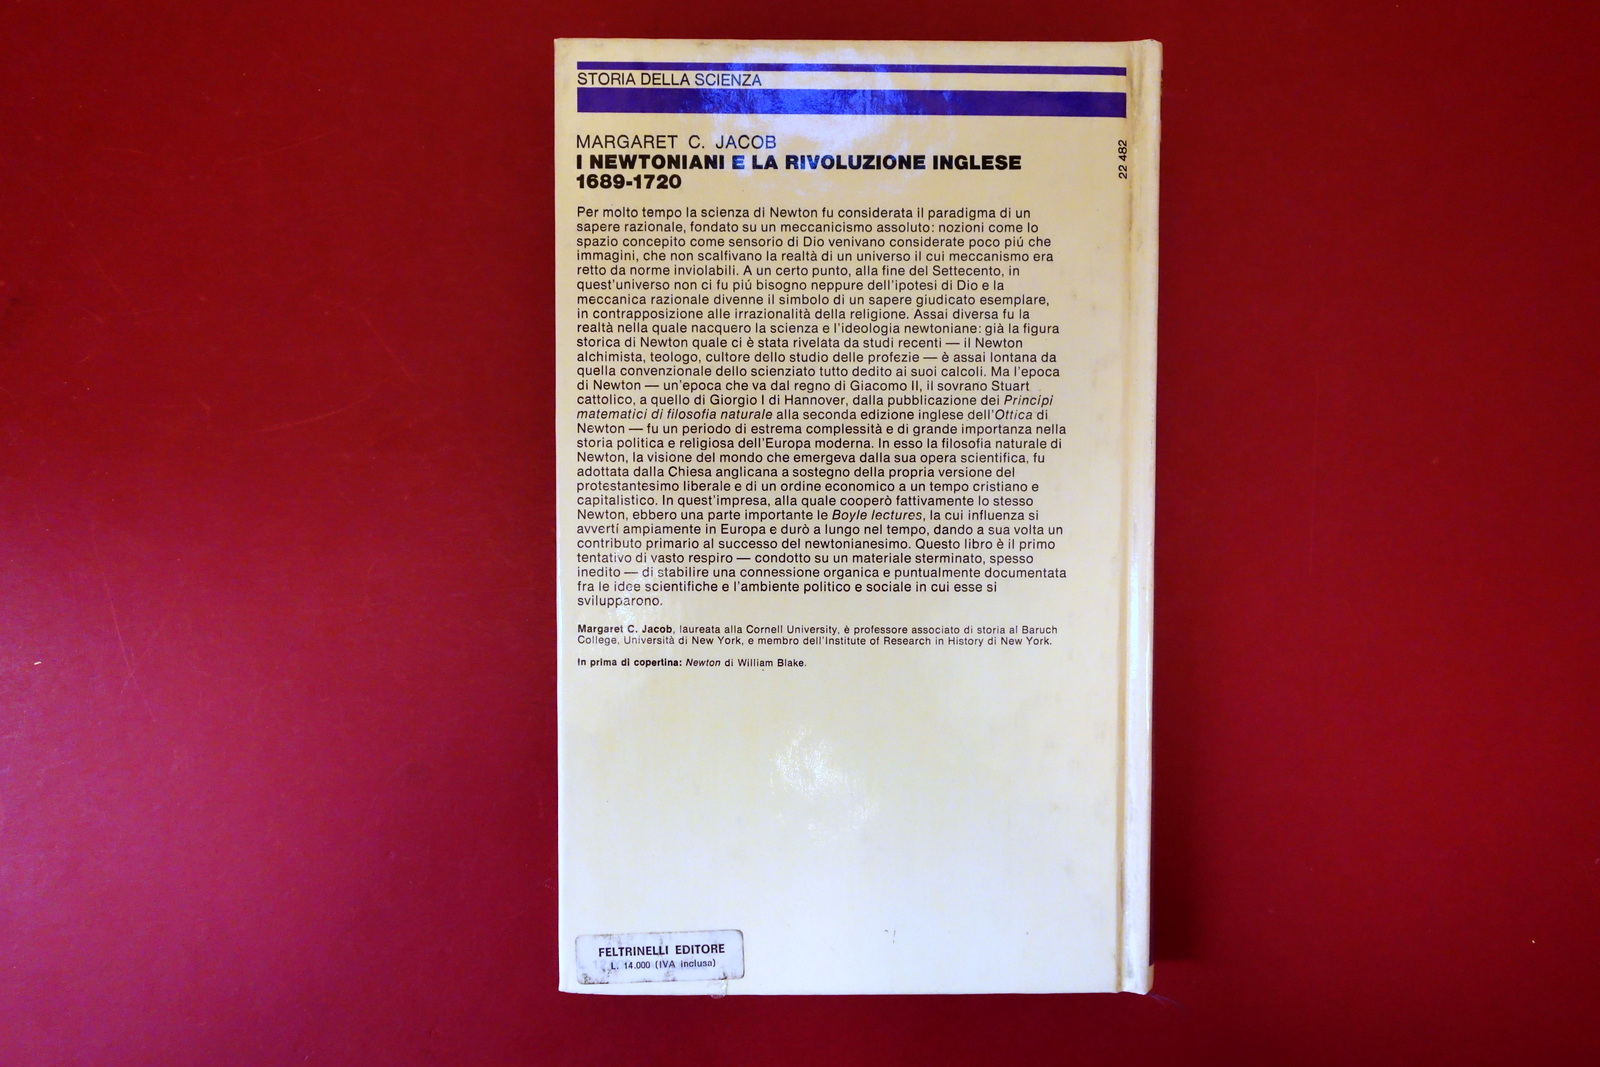 STORIA DELLA SCIENZA
MARGARET C. JACOB
I NEWTONIANI E LA RIVOLUZIONE INGLESE
1689-1720
22 482
Per molto tempo la scienza di Newton fu considerata il paradigma di un
sapere razionale, fondato su un meccanicismo assoluto: nozioni come lo
spazio concepito come sensorio di Dio venivano considerate poco piú che
immagini, che non scalfivano la realtà di un universo il cui meccanismo era
retto da norme inviolabili. A un certo punto, alla fine del Settecento, in
quest'universo non ci fu piú bisogno neppure dell'ipotesi di Dio e la
meccanica razionale divenne il simbolo di un sapere giudicato esemplare,
in contrapposizione alle irrazionalità della religione. Assai diversa fu la
realtà nella quale nacquero la scienza e l'ideologia newtoniane: già la figura
storica di Newton quale ci è stata rivelata da studi recenti — il Newton
alchimista, teologo, cultore dello studio delle profezie — è assai lontana da
quella convenzionale dello scienziato tutto dedito ai suoi calcoli. Ma l'epoca
di Newton — un'epoca che va dal regno di Giacomo II, il sovrano Stuart
cattolico, a quello di Giorgio I di Hannover, dalla pubblicazione dei Principi
matematici di filosofia naturale alla seconda edizione inglese dell'Ottica di
Newton — fu un periodo di estrema complessità e di grande importanza nella
storia politica e religiosa dell'Europa moderna. In esso la filosofia naturale di
Newton, la visione del mondo che emergeva dalla sua opera scientifica, fu
adottata dalla Chiesa anglicana a sostegno della propria versione del
protestantesimo liberale e di un ordine economico a un tempo cristiano e
capitalistico. In quest'impresa, alla quale cooperò fattivamente lo stesso
Newton, ebbero una parte importante le Boyle lectures, la cui influenza si
avvertí ampiamente in Europa e durò a lungo nel tempo, dando a sua volta un
contributo primario al successo del newtonianesimo. Questo libro è il primo
tentativo di vasto respiro — condotto su un materiale sterminato, spesso
inedito — di stabilire una connessione organica e puntualmente documentata
fra le idee scientifiche e l'ambiente politico e sociale in cui esse si
svilupparono.
Margaret C. Jacob, laureata alla Cornell University, è professore associato di storia al Baruch
College, Università di New York, e membro dell'Institute of Research in History di New York.
In prima di copertina: Newton di William Blake.
FELTRINELLI EDITORE
L. 14.000 (IVA inclusa)